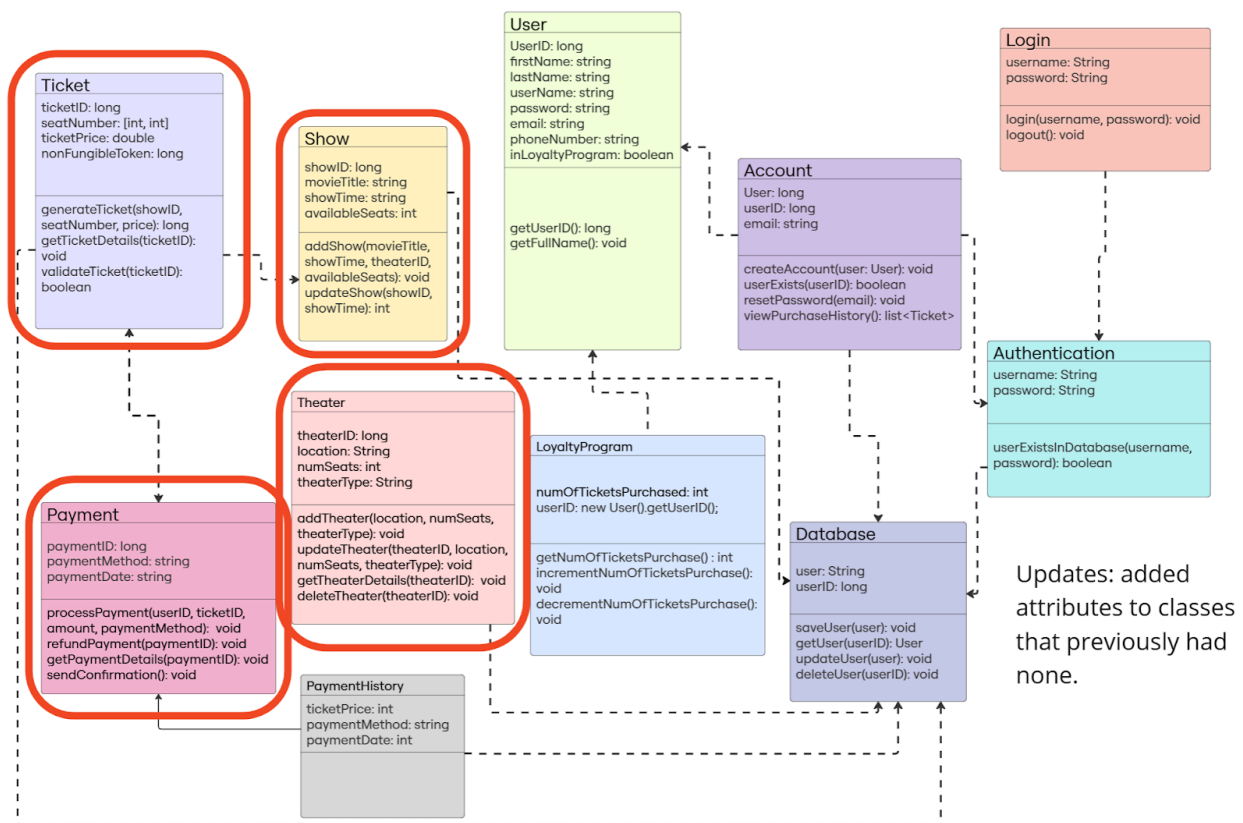 Ticket
ticketID: long
seatNumber: [int, int]
ticketPrice: double
nonFungibleToken: long
generateTicket(showID,
seatNumber, price): long
getTicketDetails(ticketID):
void
validateTicket(ticketID):
boolean
Show
showID: long
movieTitle: string
showTime: string
availableSeats: int
addShow(movieTitle,
showTime, theaterID,
availableSeats): void
updateShow(showID,
showTime): int
User
UserID: long
firstName: string
lastName: string
userName: string
password: string
email: string
phoneNumber: string
inLoyaltyProgram: boolean
getUserID(): long
getFullName(): void
Account
User: long
userID: long
email: string
createAccount(user: User): void
userExists(userID): boolean
resetPassword(email): void
viewPurchaseHistory(): list<Ticket>
Login
username: String
password: String
login(username, password): void
logout(): void
Authentication
username: String
password: String
userExistsInDatabase(username,
password): boolean
Theater
theaterID: long
location: String
numSeats: int
theaterType: String
addTheater(location, numSeats,
theaterType): void
updateTheater(theaterID, location,
numSeats, theaterType): void
getTheaterDetails(theaterID): void
deleteTheater(theaterID): void
LoyaltyProgram
numOfTicketsPurchased: int
userID: new User().getUserID();
getNumOfTicketsPurchase() : int
incrementNumOfTicketsPurchase():
void
decrementNumOfTicketsPurchase():
void
Payment
paymentID: long
paymentMethod: string
paymentDate: string
processPayment(userID, ticketID,
amount, paymentMethod): void
refundPayment(paymentID): void
getPaymentDetails(paymentID): void
sendConfirmation(): void
PaymentHistory
ticketPrice: int
paymentMethod: string
paymentDate: int
Database
user: String
userID: long
saveUser(user): void
getUser(userID): User
updateUser(user): void
deleteUser(userID): void
Updates: added
attributes to classes
that previously had
none.